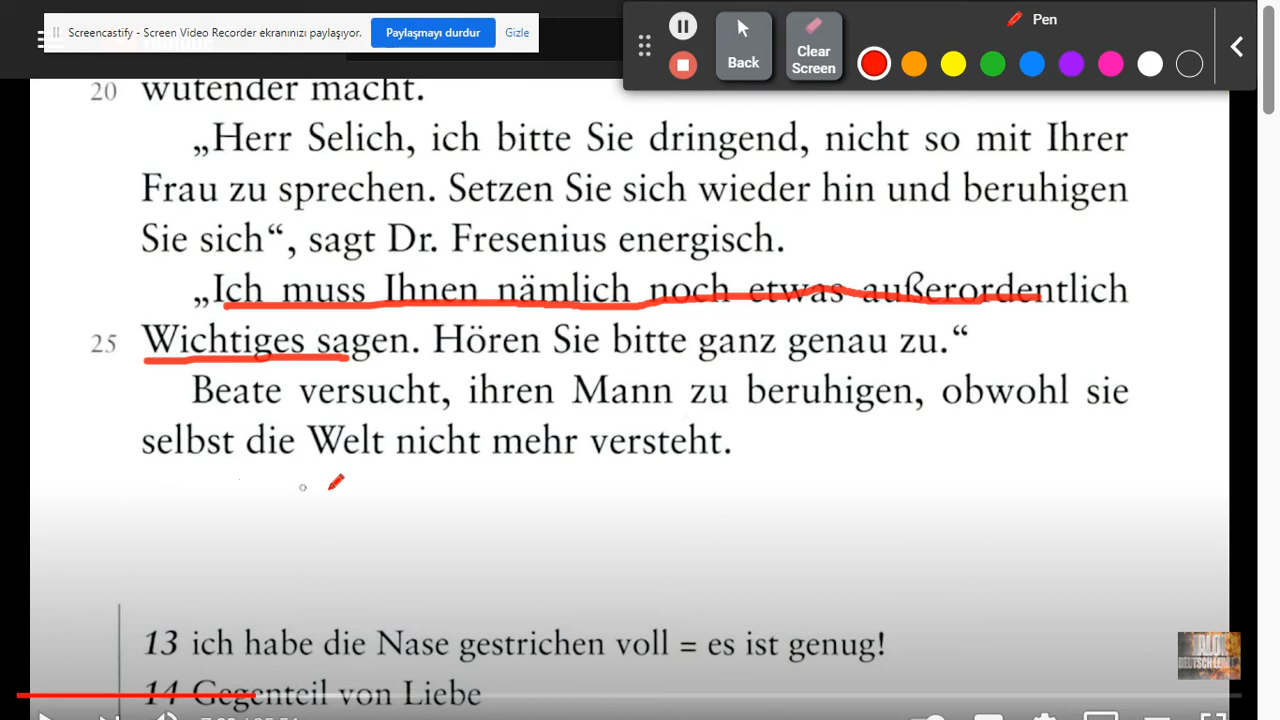 Screencastify - Screen Video Recorder ekranınızı paylaşıyor. Paylaşmayı durdur Gizle
Pen
Back
Clear
Screen
20 wütender macht.
„Herr Selich, ich bitte Sie dringend, nicht so mit Ihrer
Frau zu sprechen. Setzen Sie sich wieder hin und beruhigen
Sie sich“, sagt Dr. Fresenius energisch.
„Ich muss Ihnen nämlich noch etwas außerordentlich
25 Wichtiges sagen. Hören Sie bitte ganz genau zu.“
Beate versucht, ihren Mann zu beruhigen, obwohl sie
selbst die Welt nicht mehr versteht.
13 ich habe die Nase gestrichen voll = es ist genug!
14 Gegenteil von Liebe